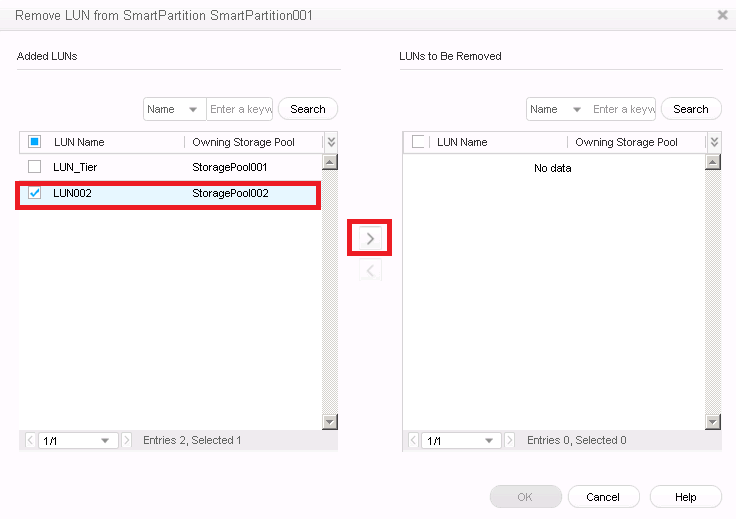 Remove LUN from SmartPartition SmartPartition001
Added LUNs
LUNs to Be Removed
Name Enter a keyw Search
Name Enter a keyw Search
LUN Name Owning Storage Pool
LUN_Tier StoragePool001
LUN002 StoragePool002
LUN Name Owning Storage Pool
No data
1/1 Entries 2, Selected 1
1/1 Entries 0, Selected 0
OK Cancel Help